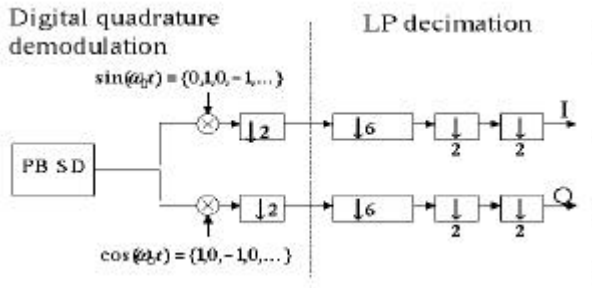 Digital quadrature
demodulation
LP decimation
sin(ω₀t) = {0,1,0,−1,...}
I
↓2
↓6
↓
2
↓
2
PB SD
Q
↓2
↓6
↓
2
↓
2
cos(ω₀t) = {1,0,−1,0,...}